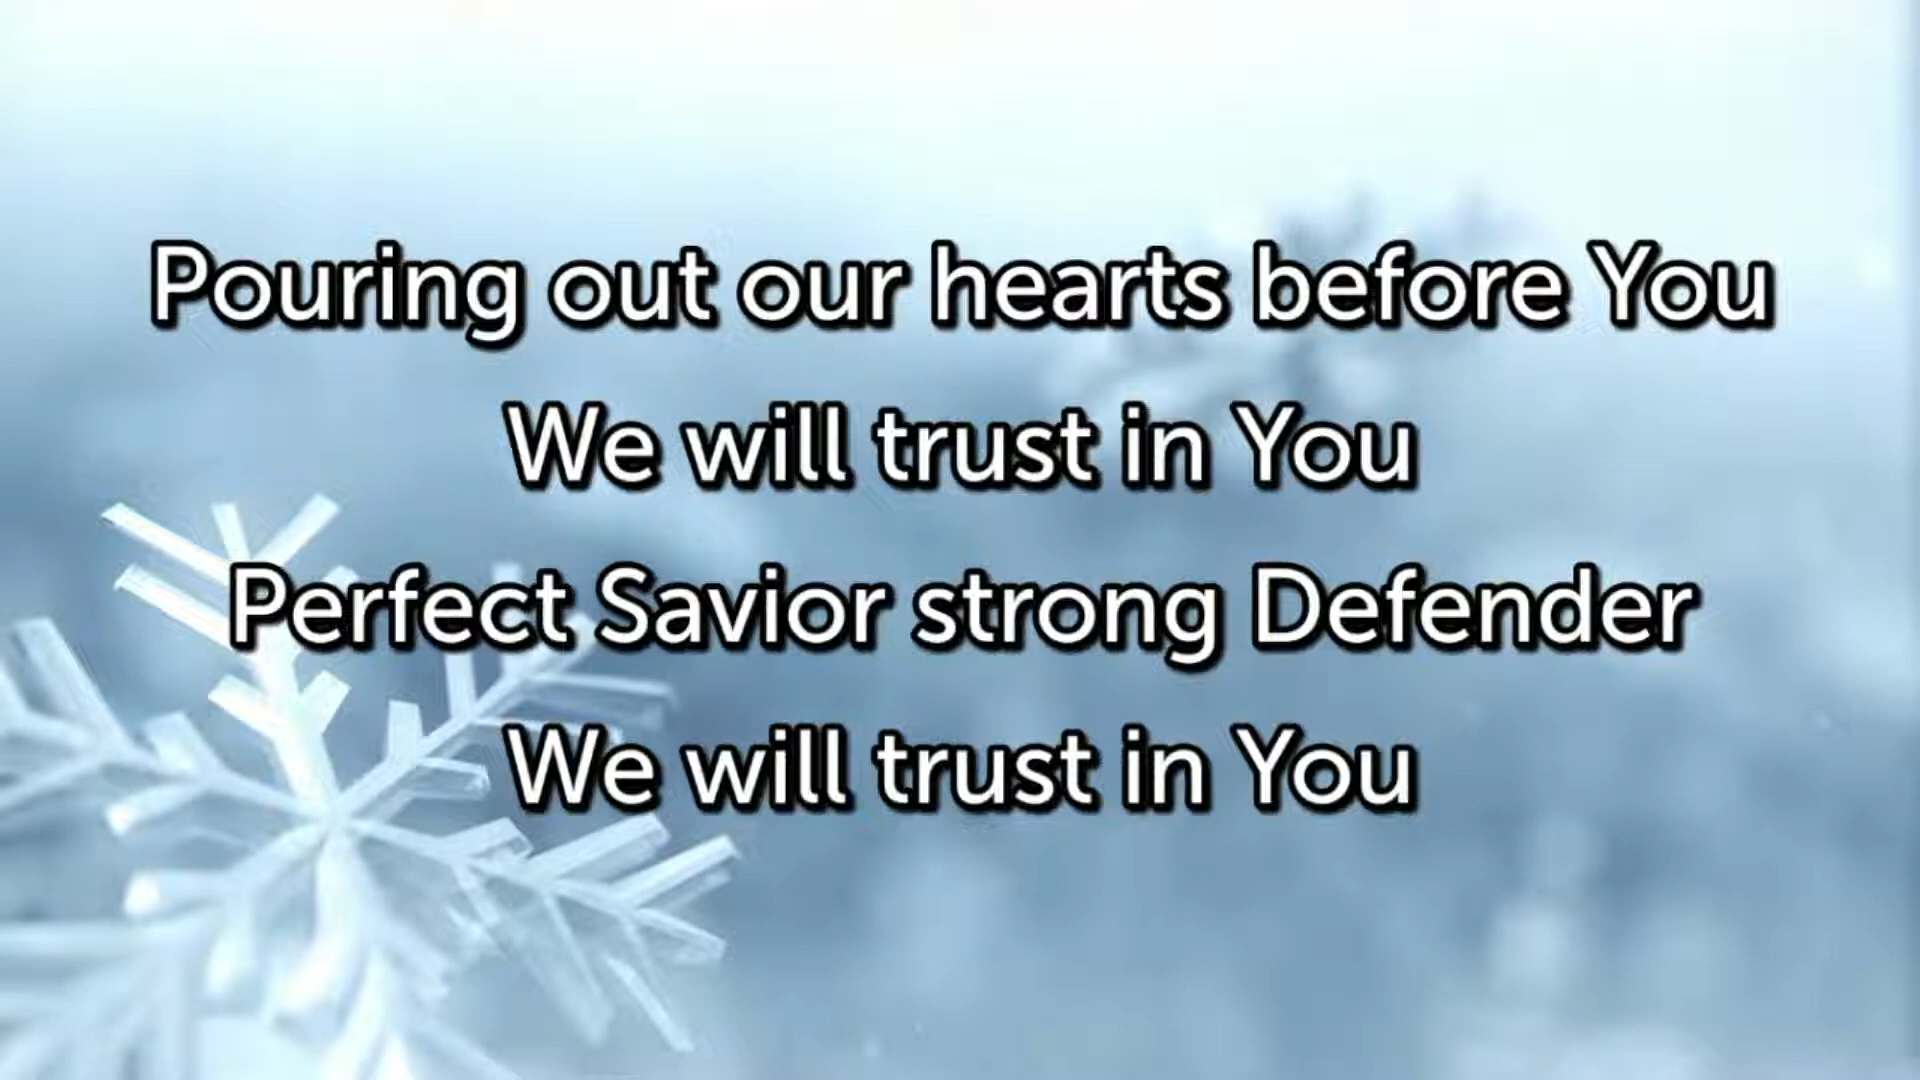 Pouring out our hearts before You
We will trust in You
Perfect Savior strong Defender
We will trust in You